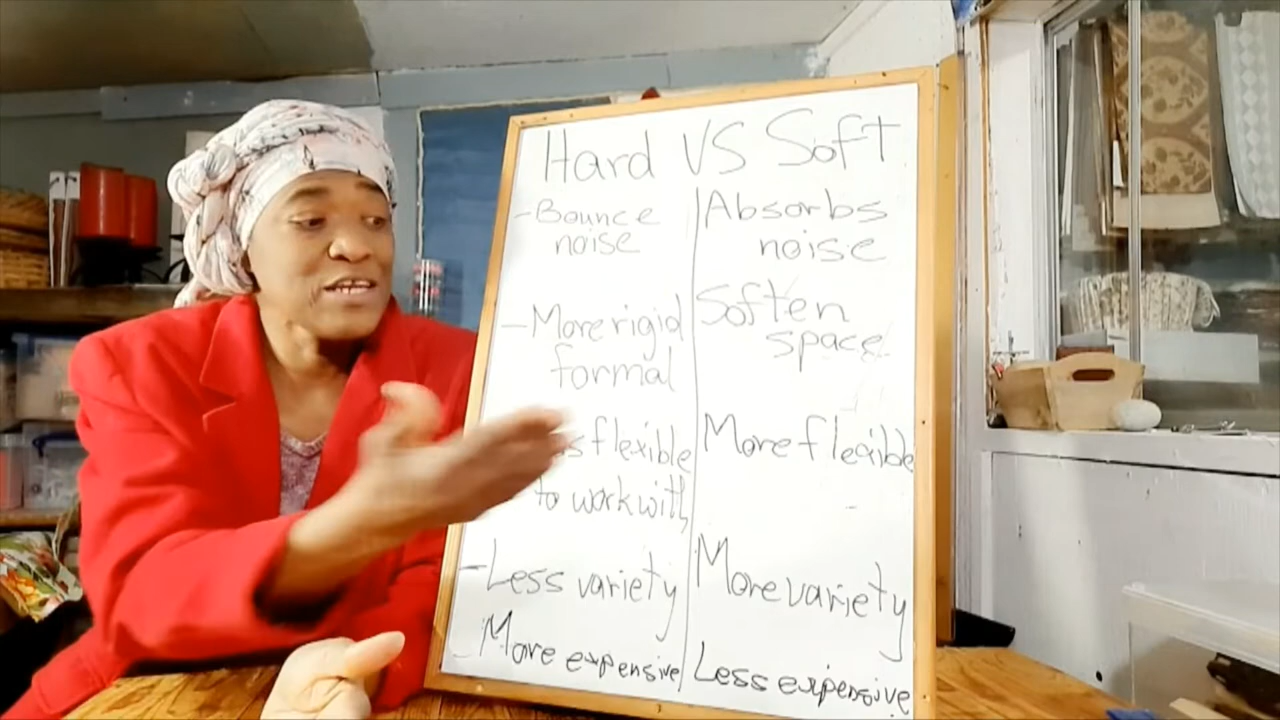 Hard VS Soft
- Bounce
noise
- More rigid
formal
flexible
to work with
- Less variety
More expensive
Absorbs
noise
Soften
space
More flexible
-
More variety
Less expensive